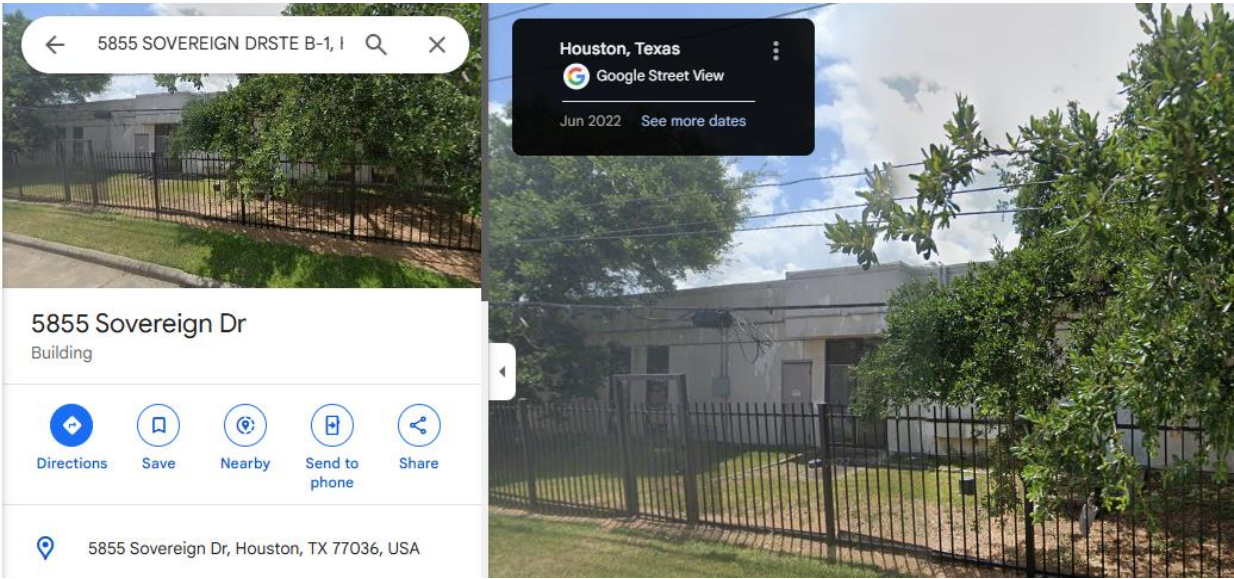 5855 SOVEREIGN DRSTE B-1,
5855 Sovereign Dr
Building
Directions
Save
Nearby
Send to
phone
Share
5855 Sovereign Dr, Houston, TX 77036, USA
Houston, Texas
Google Street View
Jun 2022 See more dates